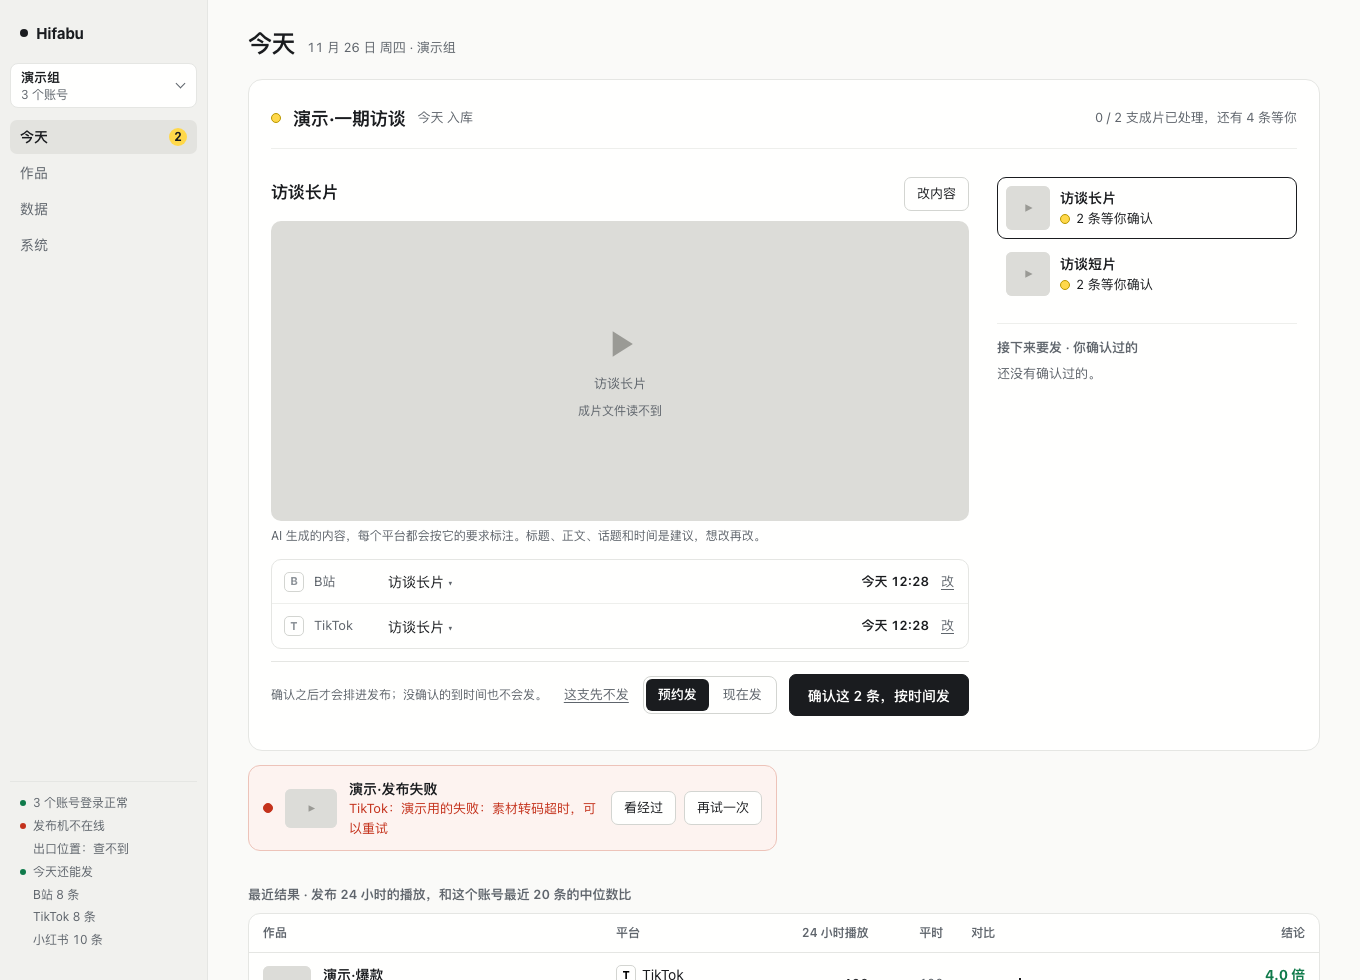 Hifabu
演示组
3 个账号
今天 2
作品
数据
系统
3 个账号登录正常
发布机不在线
出口位置：查不到
今天还能发
B站 8 条
TikTok 8 条
小红书 10 条
今天 11 月 26 日 周四 · 演示组
演示·一期访谈 今天 入库 0 / 2 支成片已处理，还有 4 条等你
访谈长片 改内容
访谈长片
成片文件读不到
AI 生成的内容，每个平台都会按它的要求标注。标题、正文、话题和时间是建议，想改再改。
B B站 访谈长片 今天 12:28 改
T TikTok 访谈长片 今天 12:28 改
确认之后才会排进发布；没确认的到时间也不会发。 这支先不发 预约发 现在发 确认这 2 条，按时间发
访谈长片
2 条等你确认
访谈短片
2 条等你确认
接下来要发 · 你确认过的
还没有确认过的。
演示·发布失败
TikTok：演示用的失败：素材转码超时，可
以重试
看经过 再试一次
最近结果 · 发布 24 小时的播放，和这个账号最近 20 条的中位数比
作品 平台 24 小时播放 平时 对比 结论
演示·爆款 T TikTok 4.0 倍